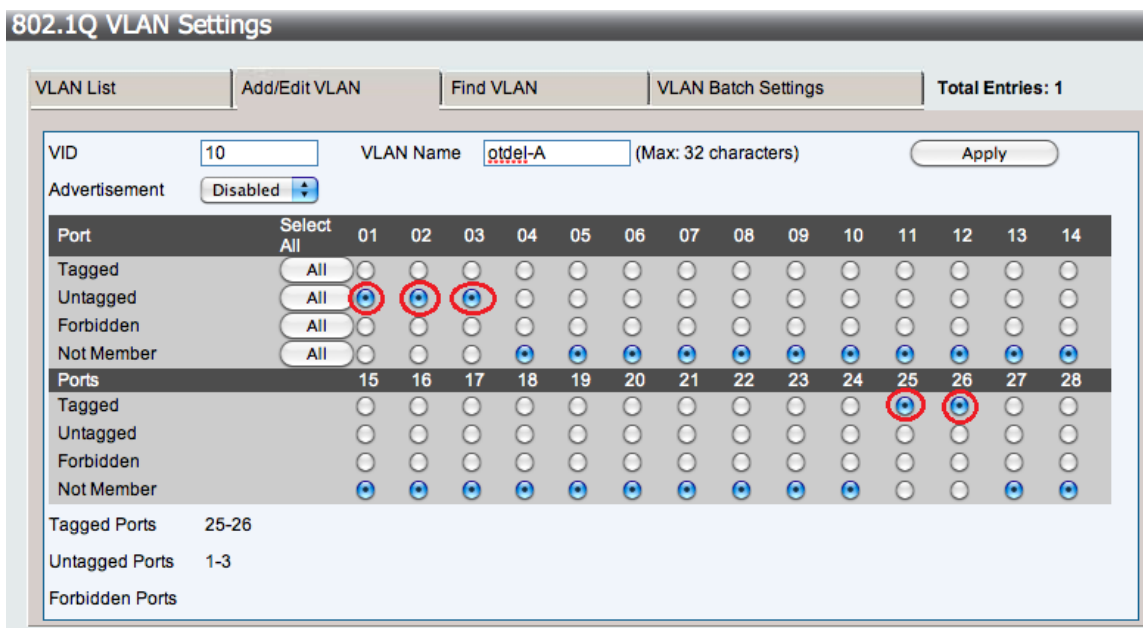 802.1Q VLAN Settings
VLAN List Add/Edit VLAN Find VLAN VLAN Batch Settings Total Entries: 1
VID 10 VLAN Name otdel-A (Max: 32 characters) Apply
Advertisement Disabled
Port Select All 01 02 03 04 05 06 07 08 09 10 11 12 13 14
Tagged All
Untagged All
Forbidden All
Not Member All
Ports 15 16 17 18 19 20 21 22 23 24 25 26 27 28
Tagged
Untagged
Forbidden
Not Member
Tagged Ports 25-26
Untagged Ports 1-3
Forbidden Ports